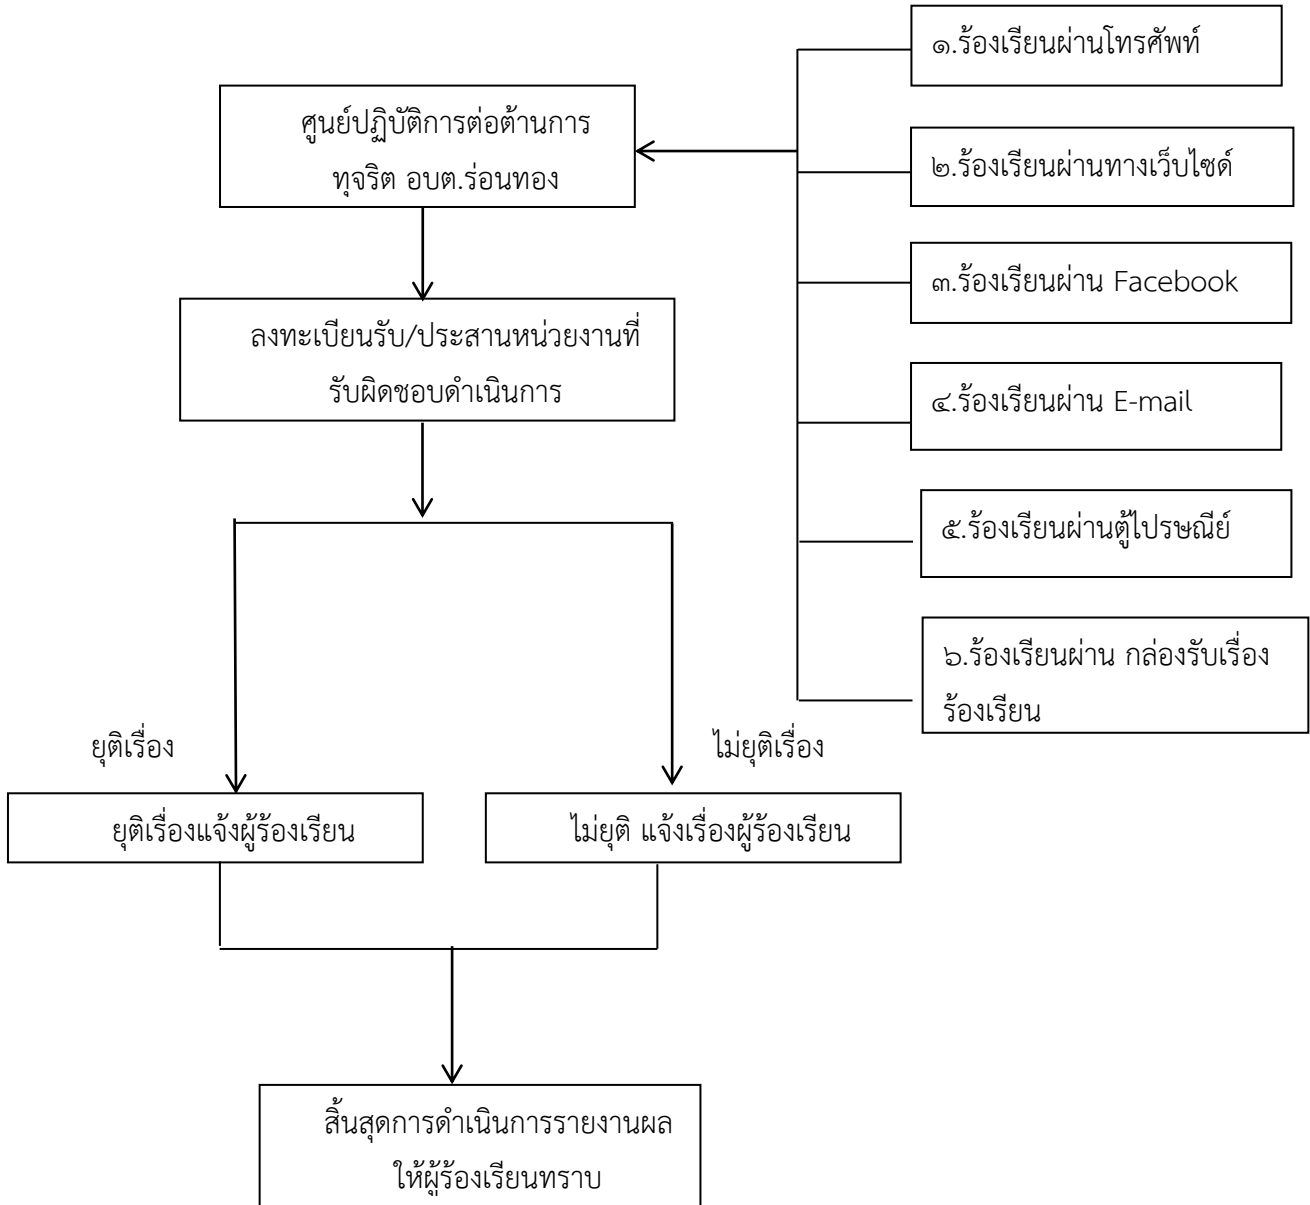 ๑.ร้องเรียนผ่านโทรศัพท์
ศูนย์ปฏิบัติการต่อต้านการ
ทุจริต อบต.ร่อนทอง
๒.ร้องเรียนผ่านทางเว็บไซด์
๓.ร้องเรียนผ่าน Facebook
ลงทะเบียนรับ/ประสานหน่วยงานที่
รับผิดชอบดำเนินการ
๔.ร้องเรียนผ่าน E-mail
๕.ร้องเรียนผ่านตู้ไปรษณีย์
๖.ร้องเรียนผ่าน กล่องรับเรื่อง
ร้องเรียน
ยุติเรื่อง
ไม่ยุติเรื่อง
ยุติเรื่องแจ้งผู้ร้องเรียน
ไม่ยุติ แจ้งเรื่องผู้ร้องเรียน
สิ้นสุดการดำเนินการรายงานผล
ให้ผู้ร้องเรียนทราบ